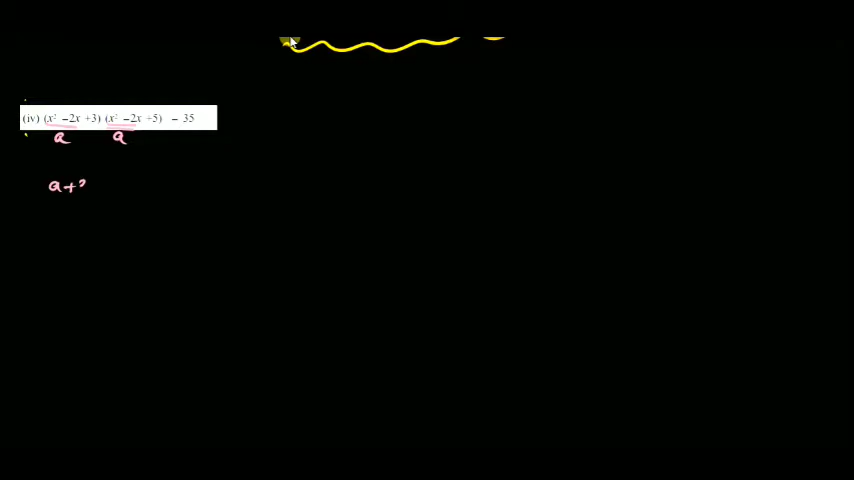 (iv) (x² −2x +3) (x² −2x +5) − 35
a a
a+